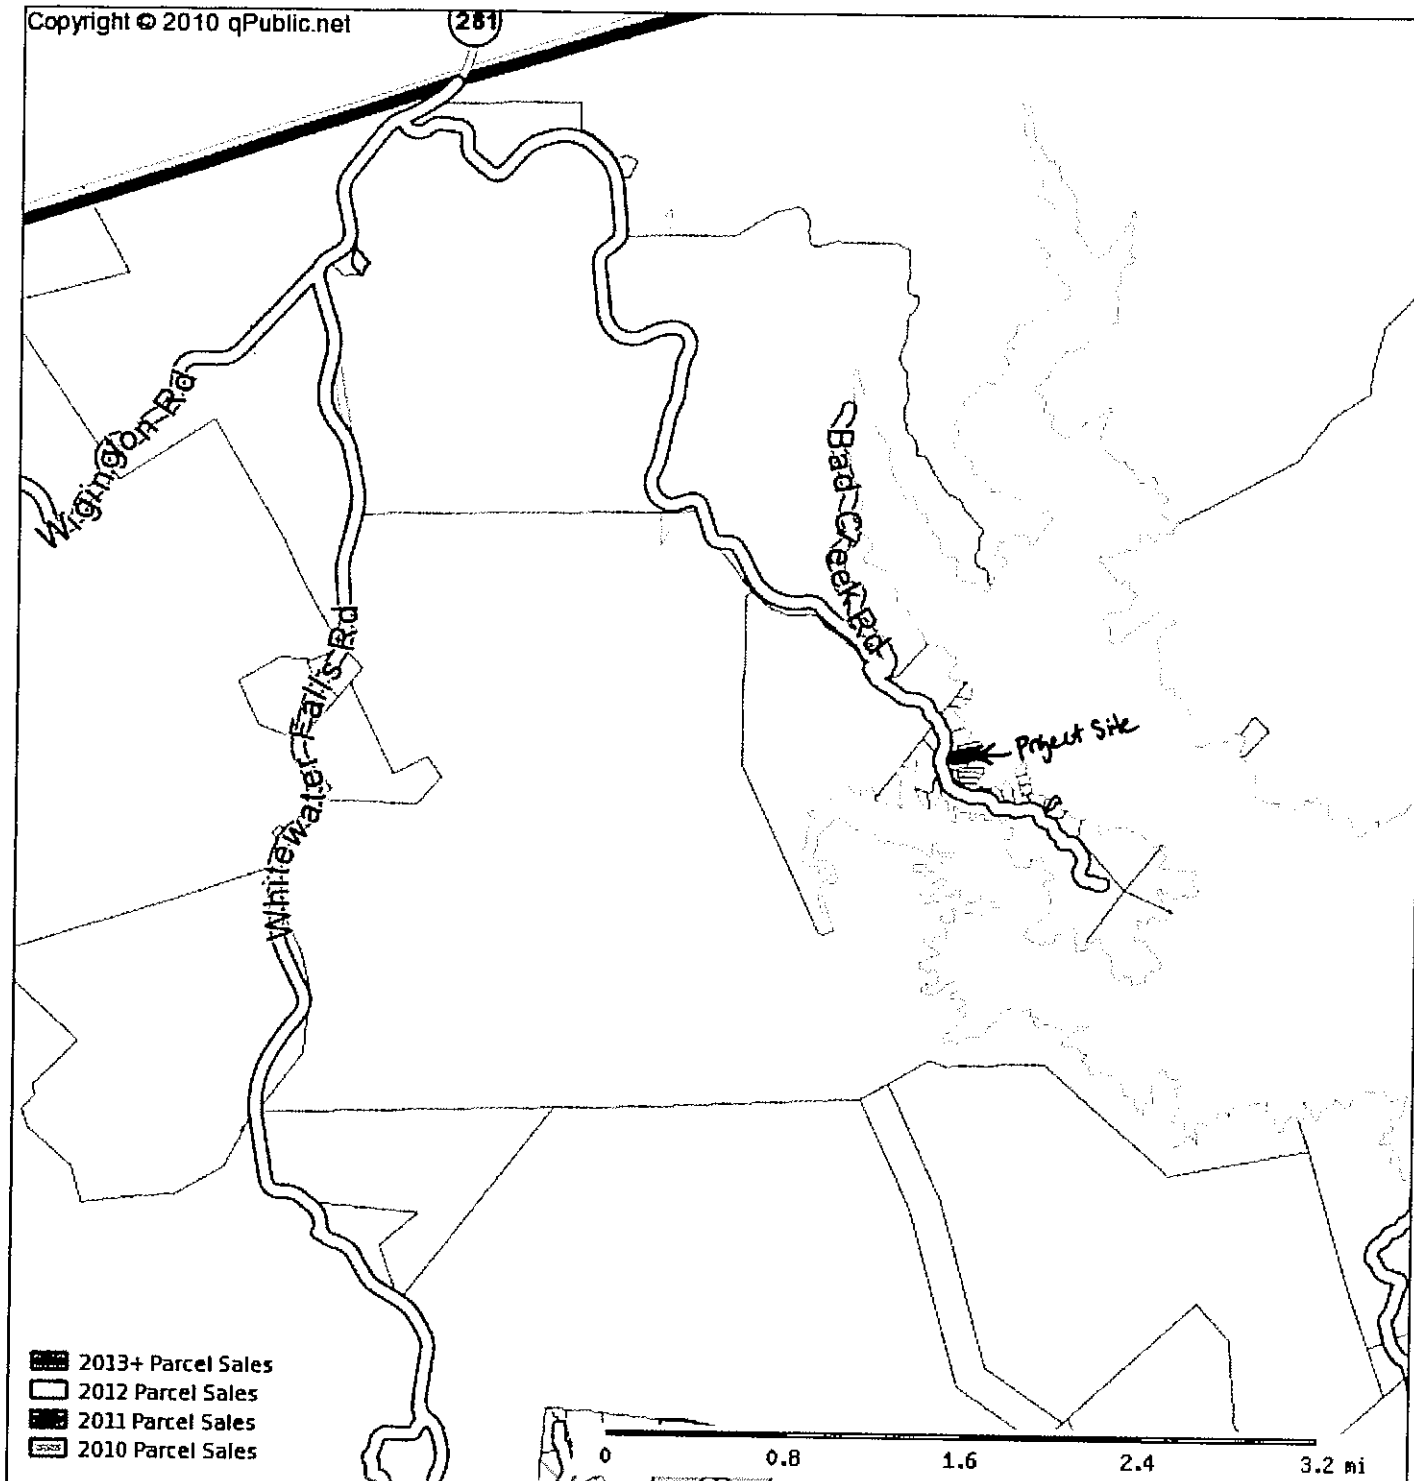 Copyright © 2010 qPublic.net
281
Wigington Rd
Bad Creek Rd
Whitewater Falls Rd
Project Site
2013+ Parcel Sales
2012 Parcel Sales
2011 Parcel Sales
2010 Parcel Sales
0 0.8 1.6 2.4 3.2 mi